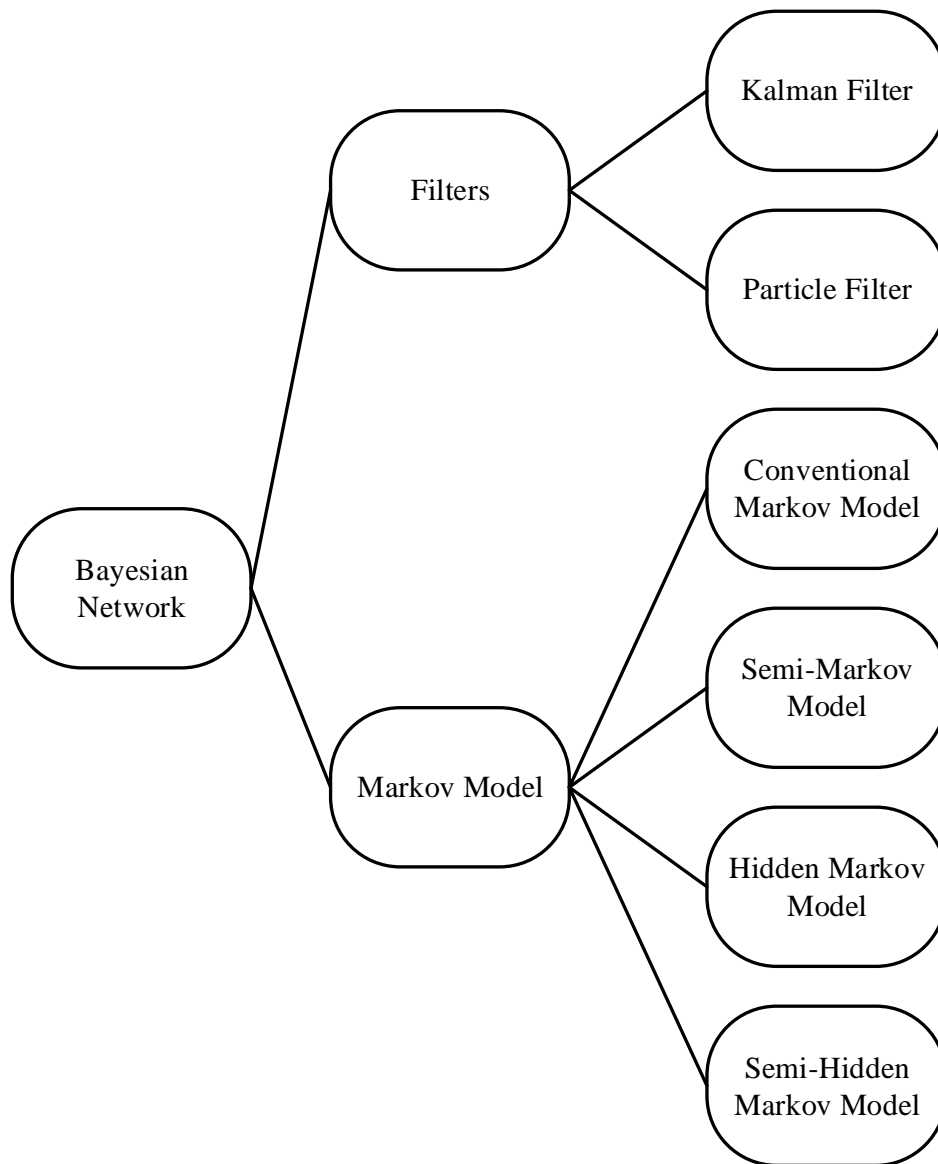 Kalman Filter
Filters
Particle Filter
Conventional
Markov Model
Bayesian
Network
Semi-Markov
Model
Markov Model
Hidden Markov
Model
Semi-Hidden
Markov Model